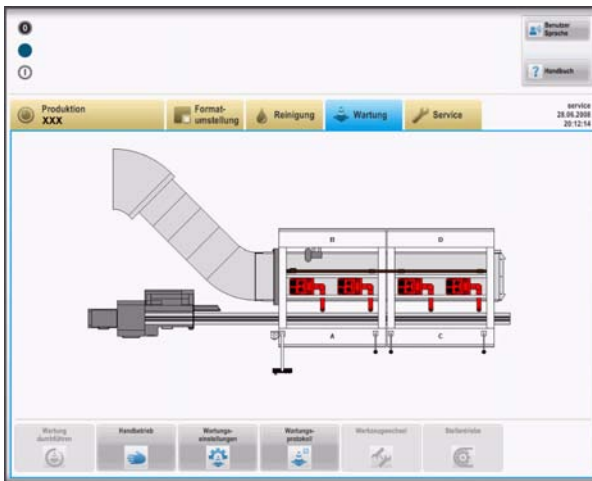 Benutzer
Sprache
Handbuch
Produktion
XXX
Format-
umstellung
Reinigung
Wartung
Service
service
28.06.2008
20:12:14
B
D
A
C
Wartung
durchführen
Handbetrieb
Wartungs-
einstellungen
Wartungs-
protokoll
Werkzeugwechsel
Stellantriebe